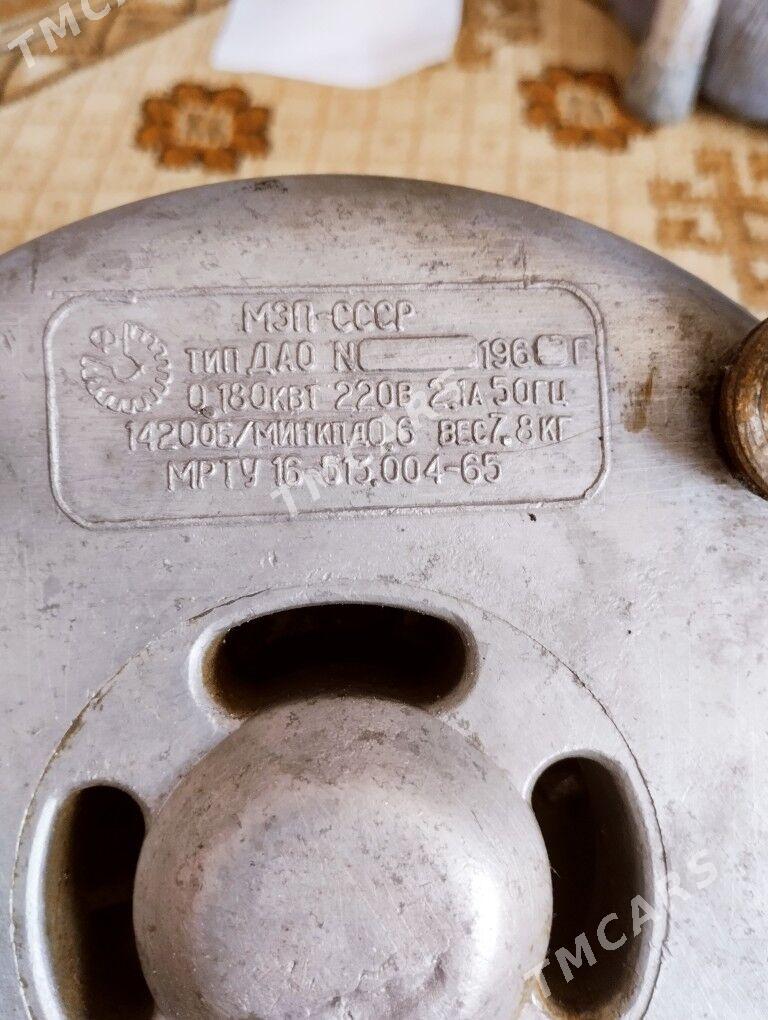 TMCARS
МЭП-СССР
ТИП ДАО N 196 Г
0,180КВТ 220В 2,1А 50ГЦ
1420ОБ/МИН КПД 0,6 ВЕС 7,8 КГ
МРТУ 16-513.004-65
TMCARS
TMCARS
TMCARS